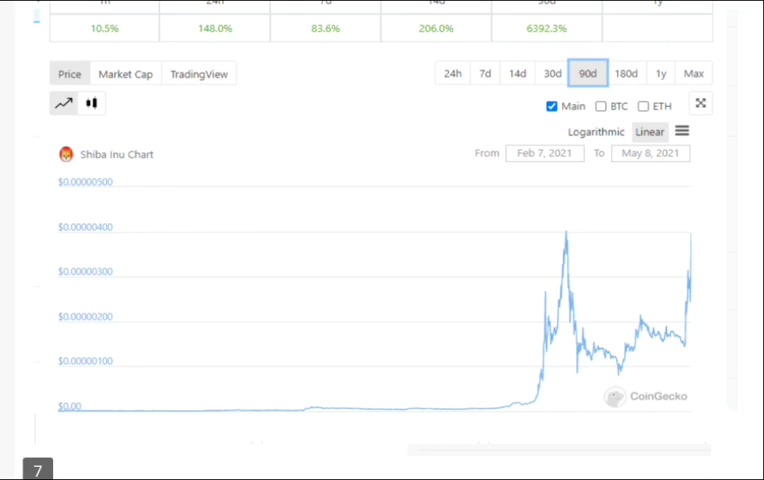 10.5% 148.0% 83.6% 206.0% 6392.3%
Price Market Cap TradingView 24h 7d 14d 30d 90d 180d 1y Max
Main BTC ETH
Logarithmic Linear
Shiba Inu Chart From Feb 7, 2021 To May 8, 2021
$0.00000500
$0.00000400
$0.00000300
$0.00000200
$0.00000100
CoinGecko
$0.00
7